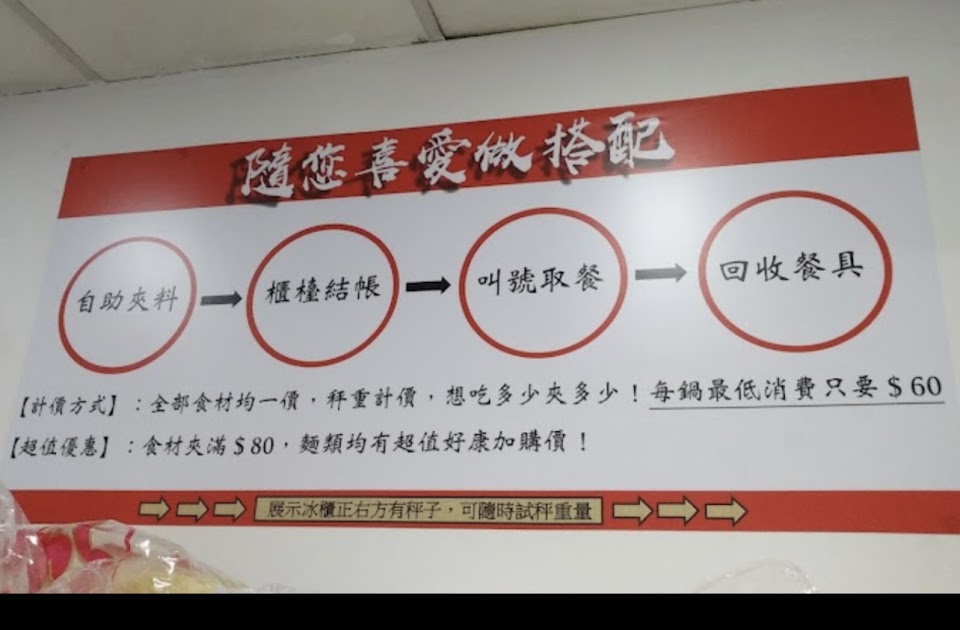 隨您喜愛做搭配
自助夾料 → 櫃檯結帳 → 叫號取餐 → 回收餐具
【計價方式】：全部食材均一價，秤重計價，想吃多少夾多少！每鍋最低消費只要＄60
【超值優惠】：食材夾滿＄80，麵類均有超值好康加購價！
展示冰櫃正右方有秤子，可隨時試秤重量